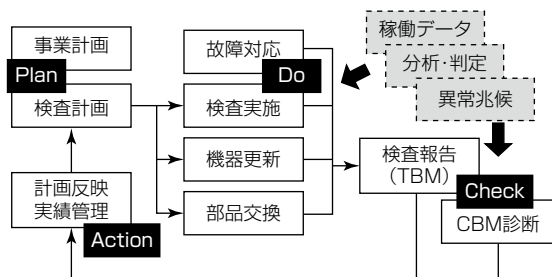 事業計画
Plan
検査計画
計画反映
実績管理
Action
故障対応
Do
検査実施
機器更新
部品交換
稼働データ
分析・判定
異常兆候
検査報告
（TBM）
Check
CBM診断